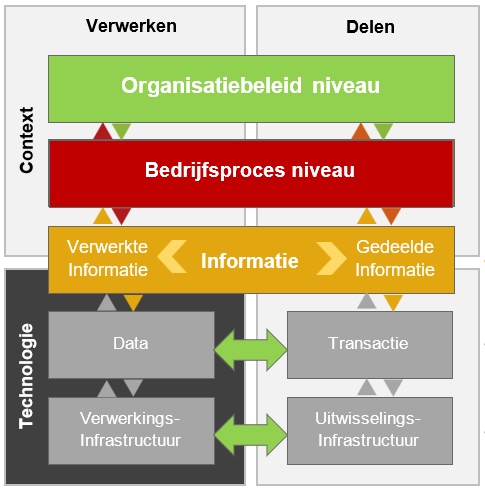 Verwerken
Delen
Context
Organisatiebeleid niveau
Bedrijfsproces niveau
Verwerkte
Informatie
Informatie
Gedeelde
Informatie
Technologie
Data
Transactie
Verwerkings-
Infrastructuur
Uitwisselings-
Infrastructuur